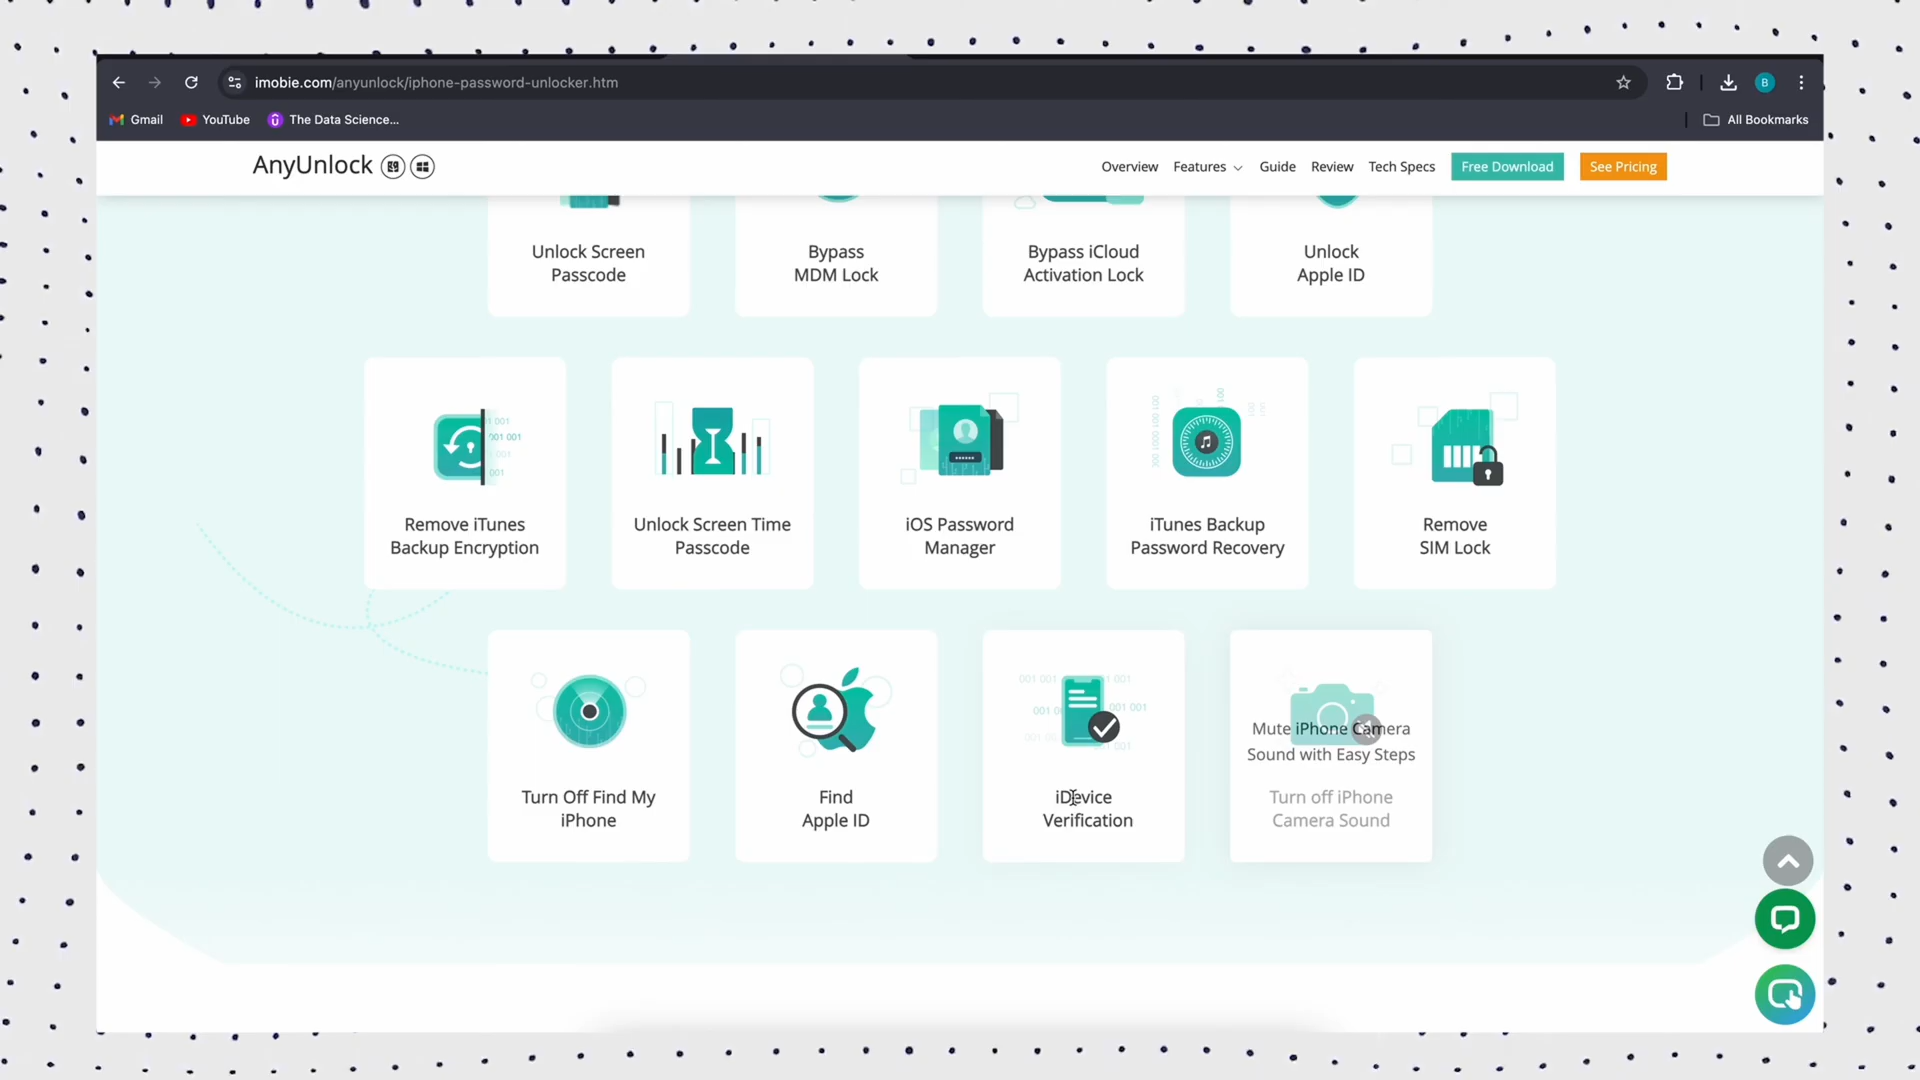 imobie.com/anyunlock/iphone-password-unlocker.htm
B
Gmail
YouTube
The Data Science...
All Bookmarks
AnyUnlock
Overview
Features
Guide
Review
Tech Specs
Free Download
See Pricing
Unlock Screen
Passcode
Bypass
MDM Lock
Bypass iCloud
Activation Lock
Unlock
Apple ID
Remove iTunes
Backup Encryption
Unlock Screen Time
Passcode
iOS Password
Manager
iTunes Backup
Password Recovery
Remove
SIM Lock
Turn Off Find My
iPhone
Find
Apple ID
iDevice
Verification
Mute iPhone Camera
Sound with Easy Steps
Turn off iPhone
Camera Sound